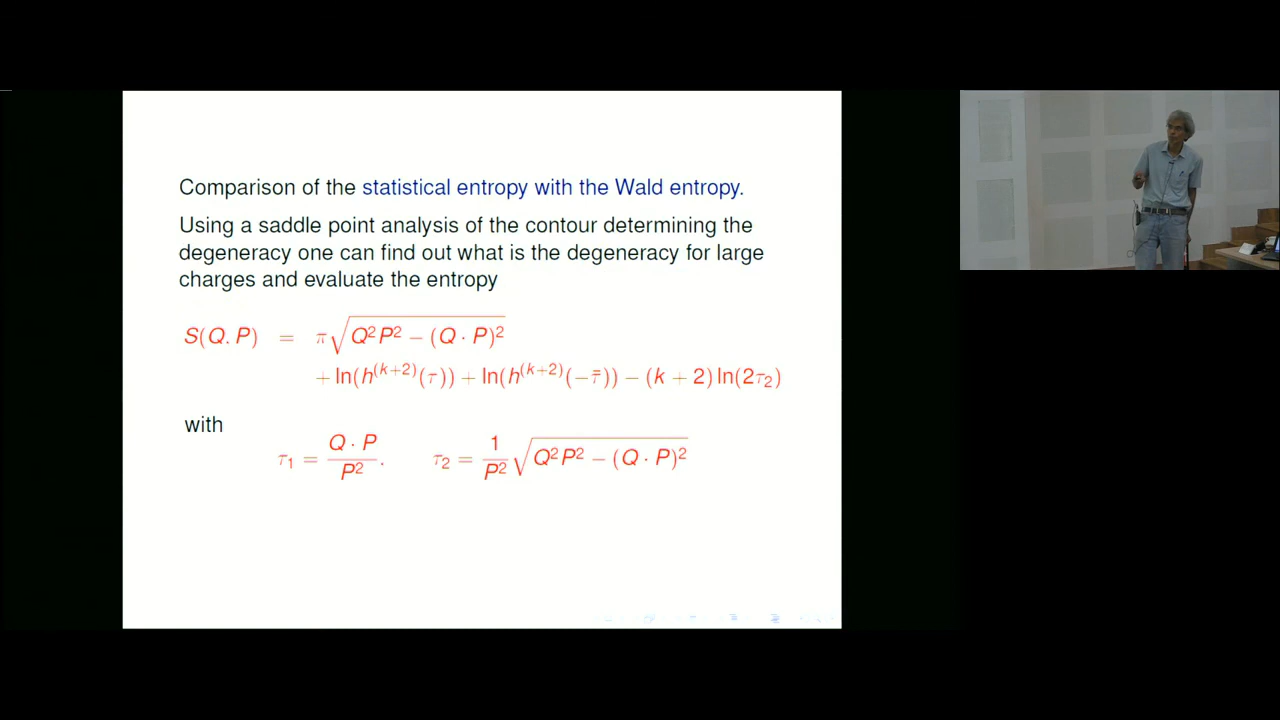 Comparison of the statistical entropy with the Wald entropy.
Using a saddle point analysis of the contour determining the
degeneracy one can find out what is the degeneracy for large
charges and evaluate the entropy
S(Q.P) = π√(Q²P² − (Q · P)²)
+ ln(h^(k+2)(τ)) + ln(h^(k+2)(−τ̄)) − (k + 2) ln(2τ₂)
with
τ₁ = Q · P / P². τ₂ = 1/P² √(Q²P² − (Q · P)²)